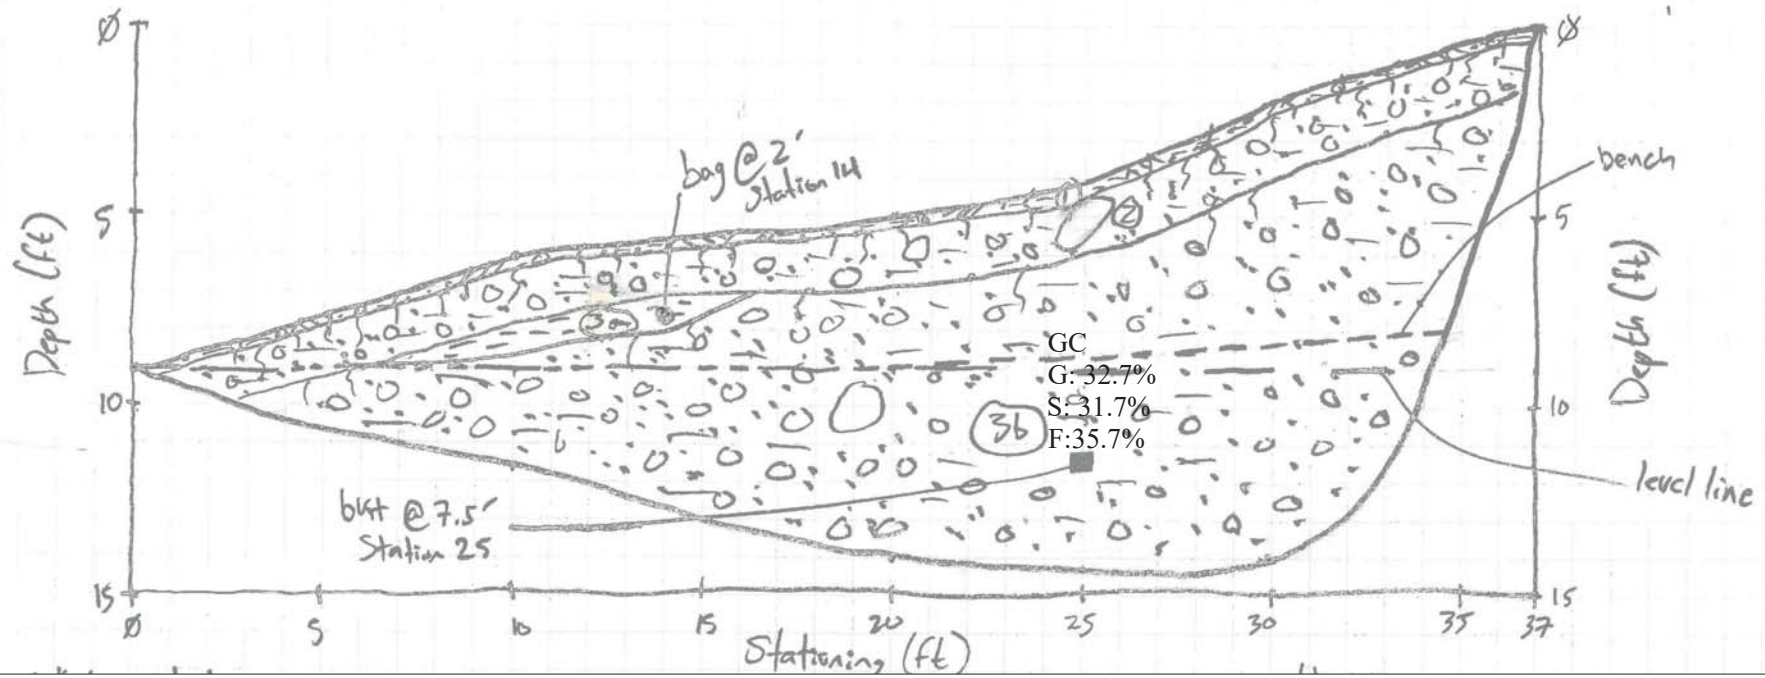 Ø
5
10
15
Depth (ft)
bag @ 2'
Station 14
2
3a
GC
G: 32.7%
S: 31.7%
F:35.7%
3b
bkt @ 7.5'
Station 25
bench
level line
Ø
5
10
15
Depth (ft)
Ø 5 10 15 20 25 30 35 37
Stationing (ft)